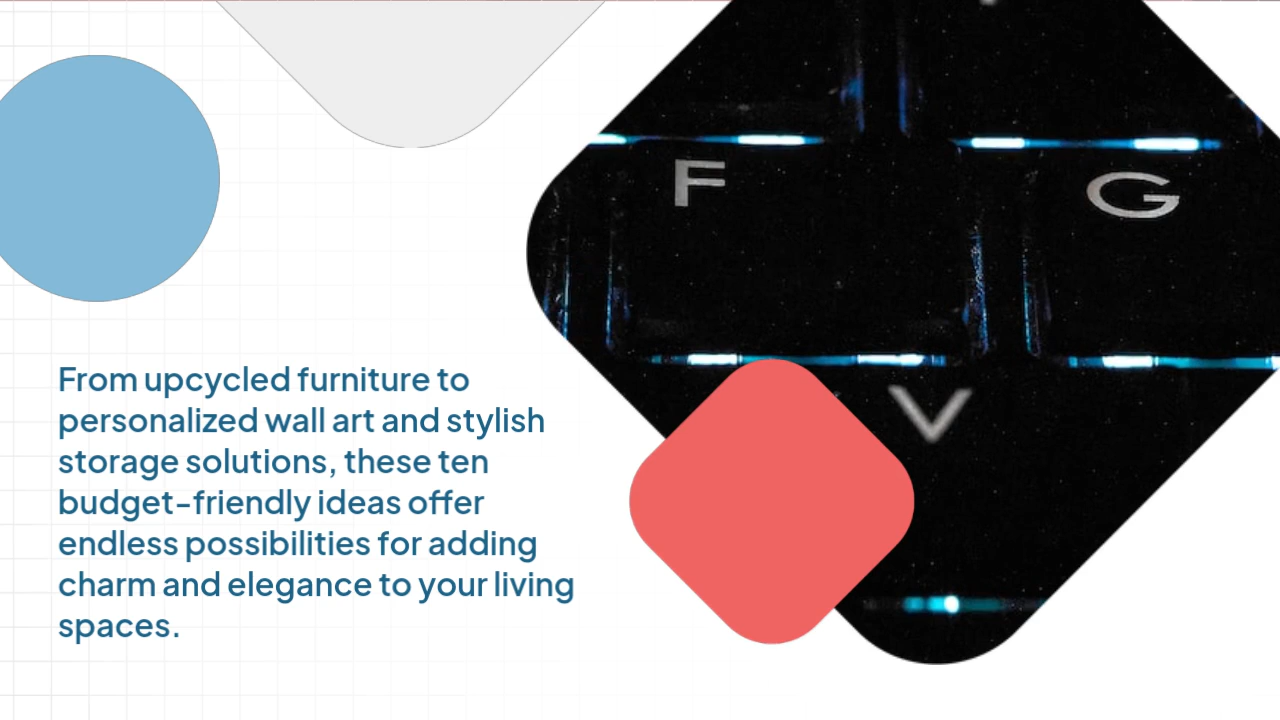 F
G
V
From upcycled furniture to
personalized wall art and stylish
storage solutions, these ten
budget-friendly ideas offer
endless possibilities for adding
charm and elegance to your living
spaces.